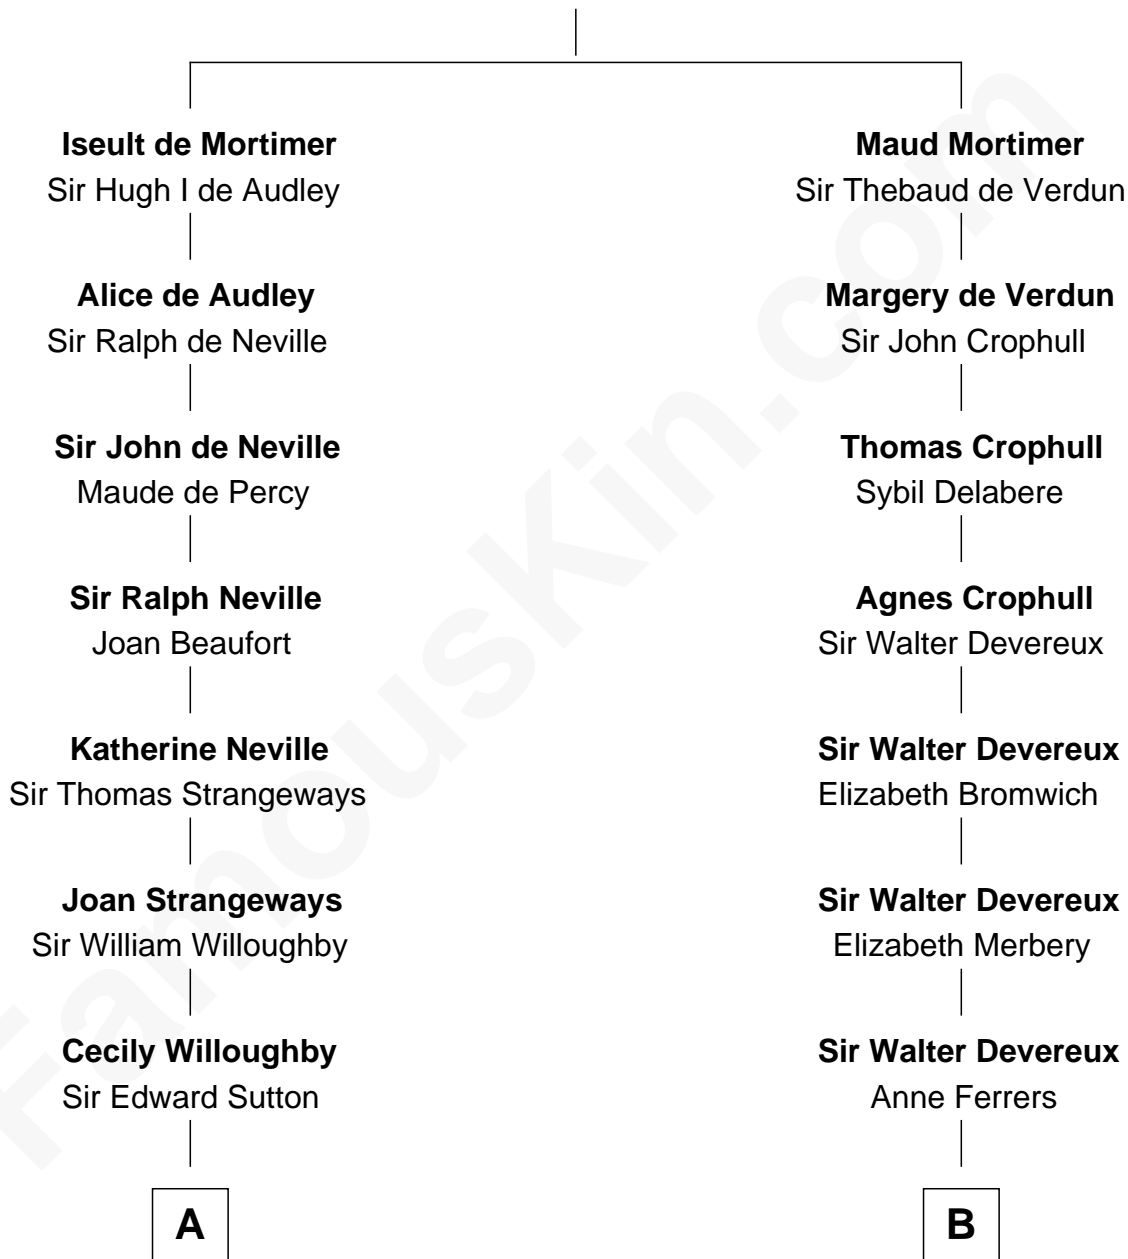 Iseult de Mortimer
Sir Hugh I de Audley
Alice de Audley
Sir Ralph de Neville
Sir John de Neville
Maude de Percy
Sir Ralph Neville
Joan Beaufort
Katherine Neville
Sir Thomas Strangeways
Joan Strangeways
Sir William Willoughby
Cecily Willoughby
Sir Edward Sutton
A
Maud Mortimer
Sir Thebaud de Verdun
Margery de Verdun
Sir John Crophull
Thomas Crophull
Sybil Delabere
Agnes Crophull
Sir Walter Devereux
Sir Walter Devereux
Elizabeth Bromwich
Sir Walter Devereux
Elizabeth Merbery
Sir Walter Devereux
Anne Ferrers
B
FamousKin.com